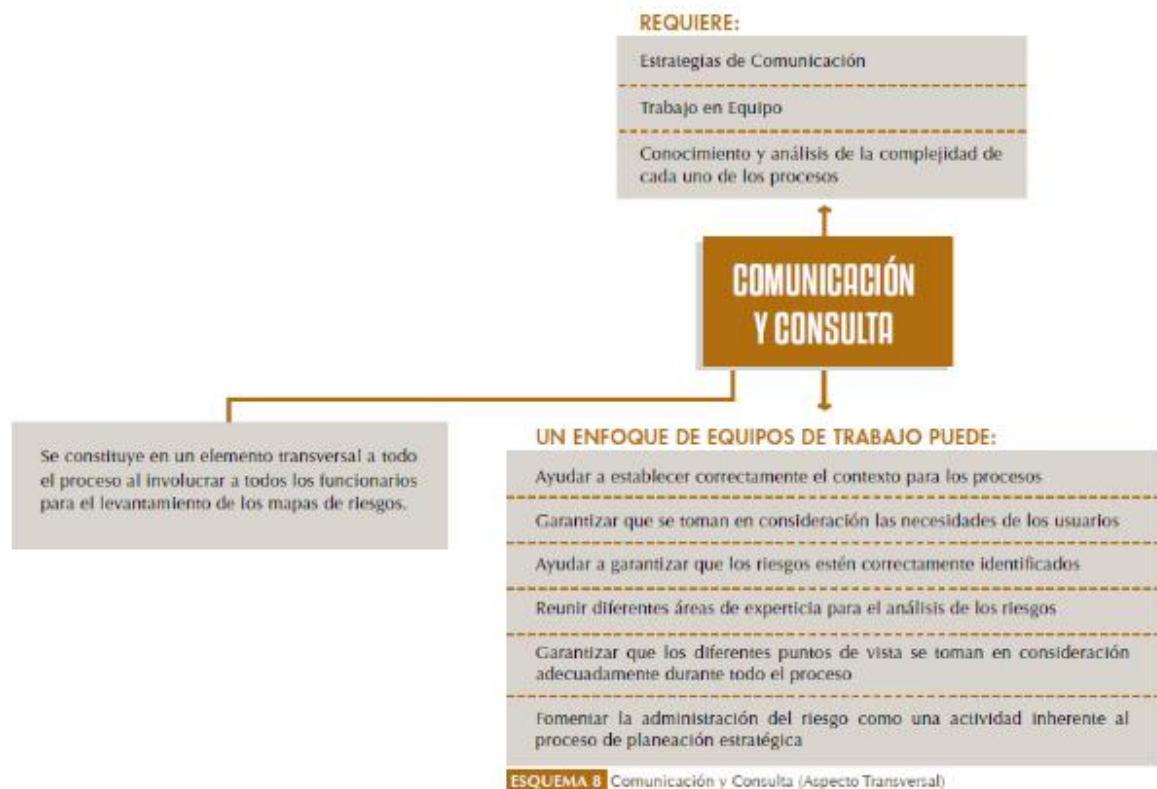 REQUIERE:
Estrategias de Comunicación
Trabajo en Equipo
Conocimiento y análisis de la complejidad de
cada uno de los procesos
COMUNICACIÓN
Y CONSULTA
Se constituye en un elemento transversal a todo
el proceso al involucrar a todos los funcionarios
para el levantamiento de los mapas de riesgos.
UN ENFOQUE DE EQUIPOS DE TRABAJO PUEDE:
Ayudar a establecer correctamente el contexto para los procesos
Garantizar que se toman en consideración las necesidades de los usuarios
Ayudar a garantizar que los riesgos estén correctamente identificados
Reunir diferentes áreas de experticia para el análisis de los riesgos
Garantizar que los diferentes puntos de vista se toman en consideración
adecuadamente durante todo el proceso
Fomentar la administración del riesgo como una actividad inherente al
proceso de planeación estratégica
ESQUEMA 8 Comunicación y Consulta (Aspecto Transversal)